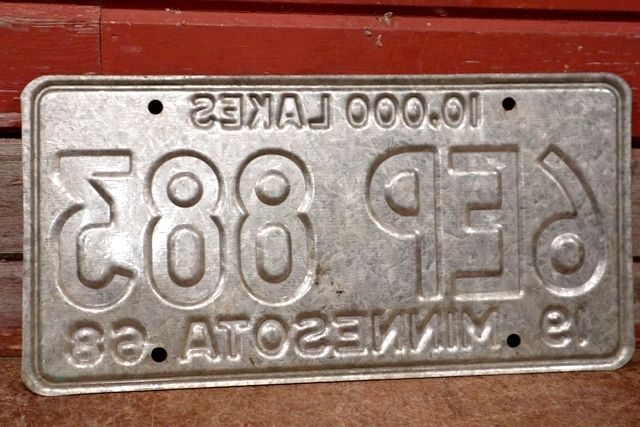 10,000 LAKES
6EP 883
19 MINNESOTA 68